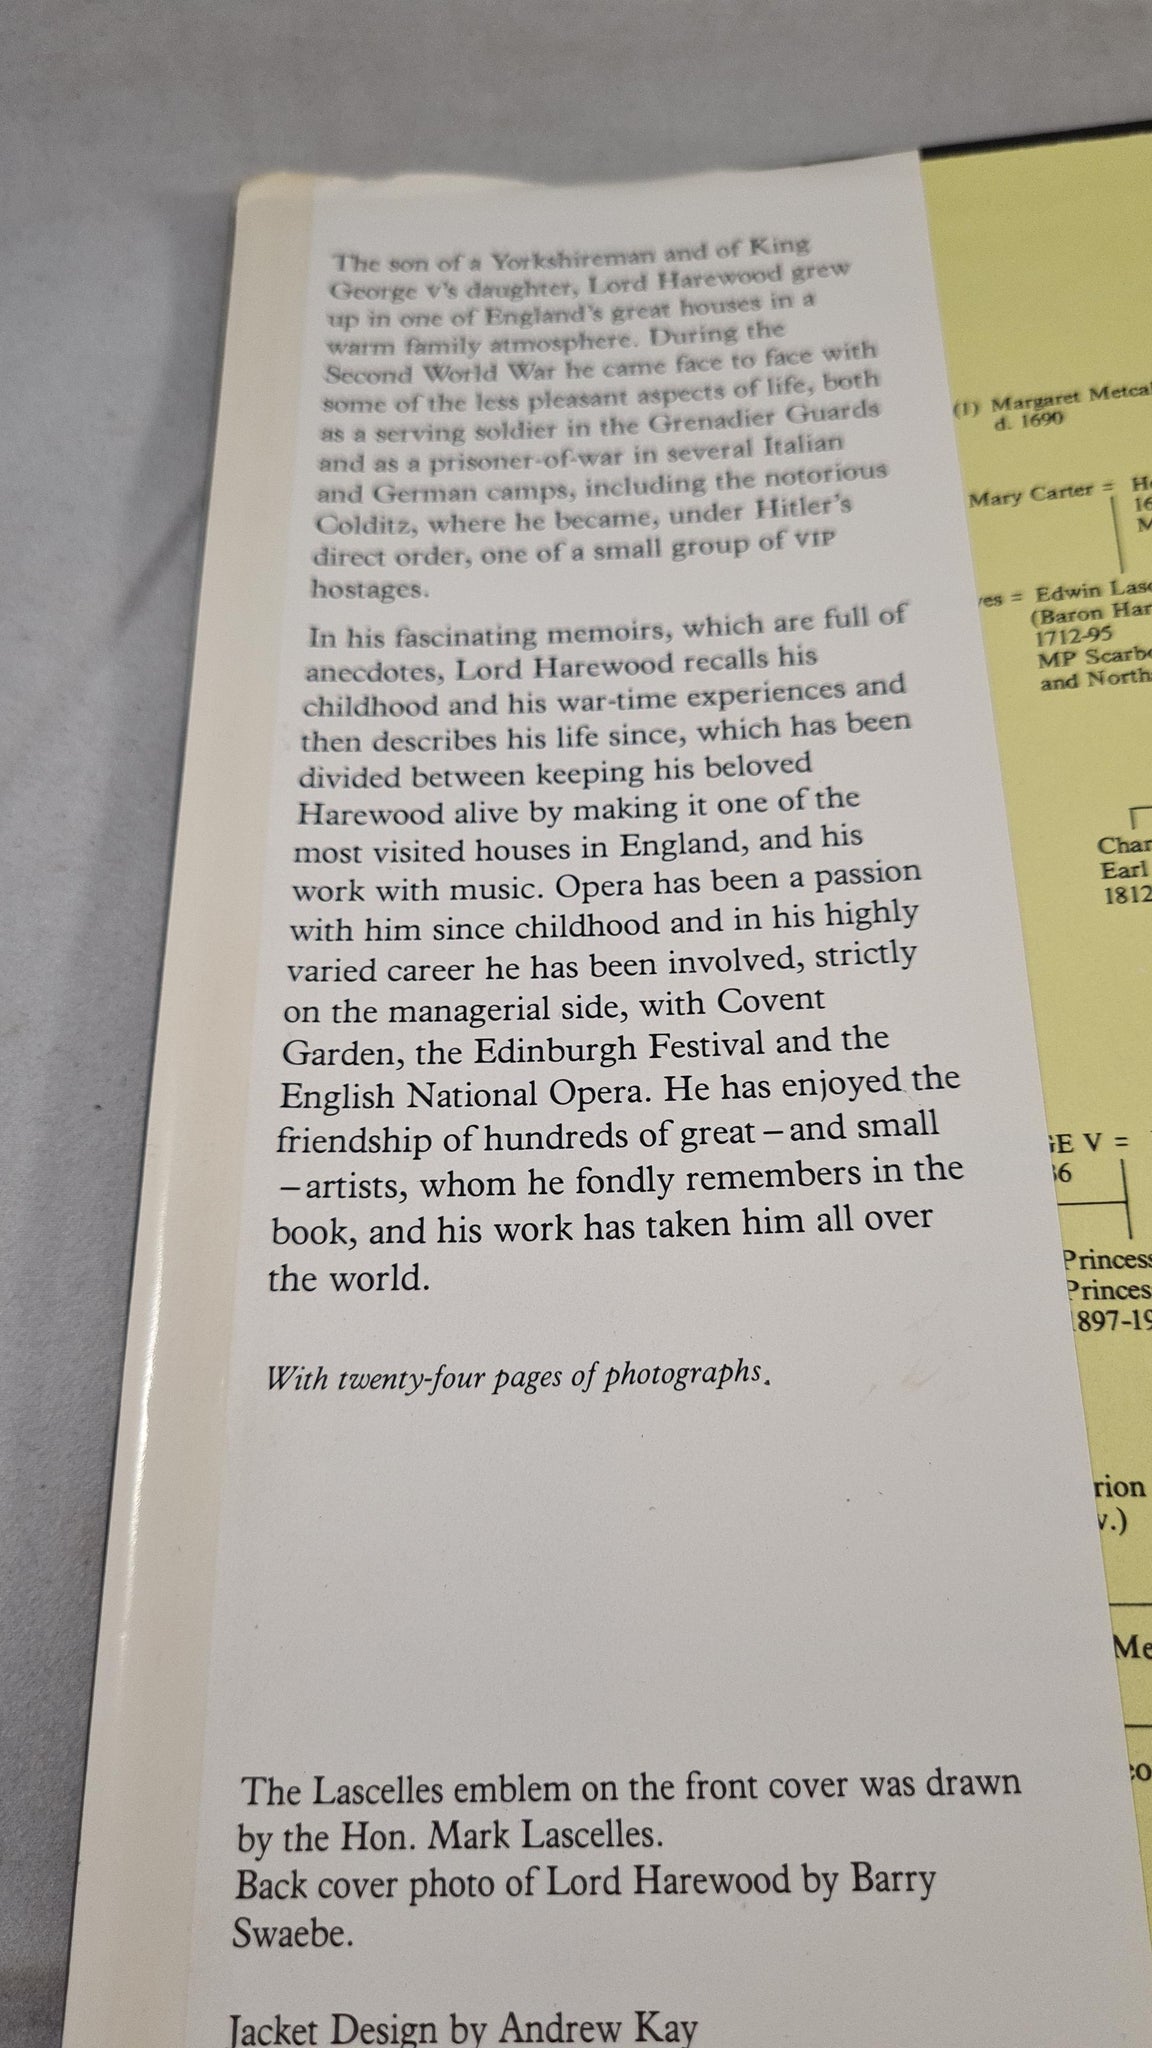 The son of a Yorkshireman and of King
George V's daughter, Lord Harewood grew
up in one of England's great houses in a
warm family atmosphere. During the
Second World War he came face to face with
some of the less pleasant aspects of life, both
as a serving soldier in the Grenadier Guards
and as a prisoner-of-war in several Italian
and German camps, including the notorious
Colditz, where he became, under Hitler's
direct order, one of a small group of VIP
hostages.
In his fascinating memoirs, which are full of
anecdotes, Lord Harewood recalls his
childhood and his war-time experiences and
then describes his life since, which has been
divided between keeping his beloved
Harewood alive by making it one of the
most visited houses in England, and his
work with music. Opera has been a passion
with him since childhood and in his highly
varied career he has been involved, strictly
on the managerial side, with Covent
Garden, the Edinburgh Festival and the
English National Opera. He has enjoyed the
friendship of hundreds of great – and small
– artists, whom he fondly remembers in the
book, and his work has taken him all over
the world.
With twenty-four pages of photographs.
The Lascelles emblem on the front cover was drawn
by the Hon. Mark Lascelles.
Back cover photo of Lord Harewood by Barry
Swaebe.
Jacket Design by Andrew Kay
(1) Margaret Metca
d. 1690
Mary Carter = H
16
M
yes = Edwin Lasc
(Baron Har
1712-95
MP Scarb
and North
Char
Earl
1812
GE V =
36
Princess
Princes
1897-19
rion
v.)
Me
co